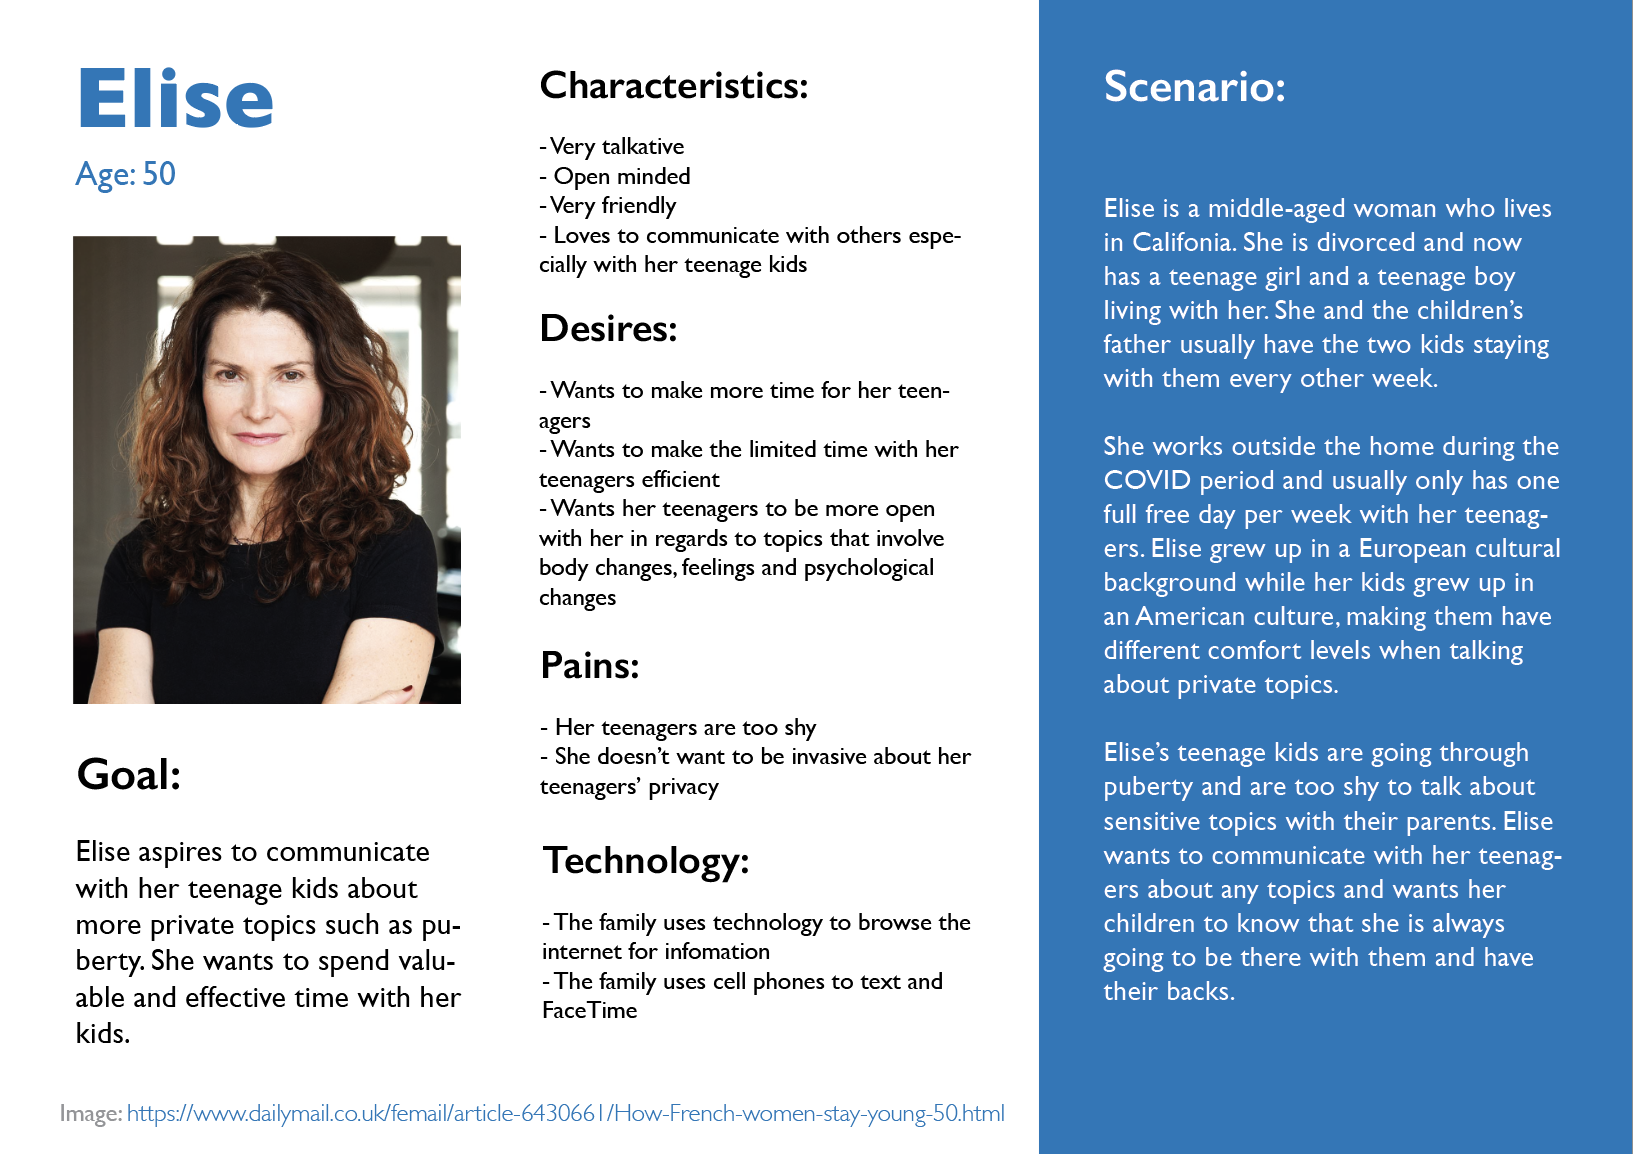 Elise
Age: 50
Goal:
Elise aspires to communicate
with her teenage kids about
more private topics such as pu-
berty. She wants to spend valu-
able and effective time with her
kids.
Characteristics:
- Very talkative
- Open minded
- Very friendly
- Loves to communicate with others espe-
cially with her teenage kids
Desires:
- Wants to make more time for her teen-
agers
- Wants to make the limited time with her
teenagers efficient
- Wants her teenagers to be more open
with her in regards to topics that involve
body changes, feelings and psychological
changes
Pains:
- Her teenagers are too shy
- She doesn’t want to be invasive about her
teenagers’ privacy
Technology:
- The family uses technology to browse the
internet for infomation
- The family uses cell phones to text and
FaceTime
Image: https://www.dailymail.co.uk/femail/article-6430661/How-French-women-stay-young-50.html
Scenario:
Elise is a middle-aged woman who lives
in Califonia. She is divorced and now
has a teenage girl and a teenage boy
living with her. She and the children’s
father usually have the two kids staying
with them every other week.
She works outside the home during the
COVID period and usually only has one
full free day per week with her teenag-
ers. Elise grew up in a European cultural
background while her kids grew up in
an American culture, making them have
different comfort levels when talking
about private topics.
Elise’s teenage kids are going through
puberty and are too shy to talk about
sensitive topics with their parents. Elise
wants to communicate with her teenag-
ers about any topics and wants her
children to know that she is always
going to be there with them and have
their backs.